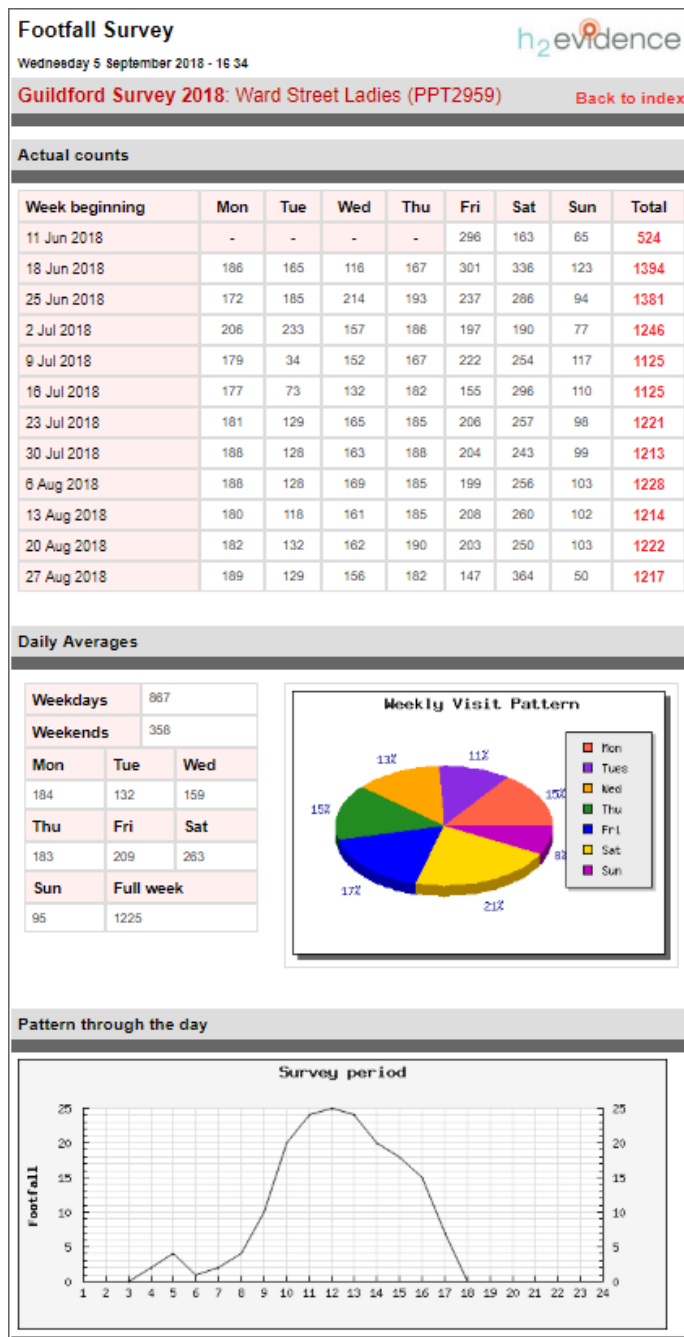 Footfall Survey
h2evidence
Wednesday 5 September 2018 - 16 34
Guildford Survey 2018: Ward Street Ladies (PPT2959) Back to index
Actual counts
Week beginning Mon Tue Wed Thu Fri Sat Sun Total
11 Jun 2018 - - - - 296 163 65 524
18 Jun 2018 186 165 116 167 301 336 123 1394
25 Jun 2018 172 185 214 193 237 286 94 1381
2 Jul 2018 206 233 157 186 197 190 77 1246
9 Jul 2018 179 34 152 167 222 254 117 1125
16 Jul 2018 177 73 132 182 155 296 110 1125
23 Jul 2018 181 129 165 185 206 257 98 1221
30 Jul 2018 188 128 163 188 204 243 99 1213
6 Aug 2018 188 128 169 185 199 256 103 1228
13 Aug 2018 180 118 161 185 208 260 102 1214
20 Aug 2018 182 132 162 190 203 250 103 1222
27 Aug 2018 189 129 156 182 147 364 50 1217
Daily Averages
Weekdays 867
Weekends 358
Mon Tue Wed
184 132 159
Thu Fri Sat
183 209 263
Sun Full week
95 1225
Weekly Visit Pattern
13% 11%
15% 15%
17% 21% 8%
Mon
Tues
Wed
Thu
Fri
Sat
Sun
Pattern through the day
Survey period
Footfall
25 25
20 20
15 15
10 10
5 5
0 0
1 2 3 4 5 6 7 8 9 10 11 12 13 14 15 16 17 18 19 20 21 22 23 24